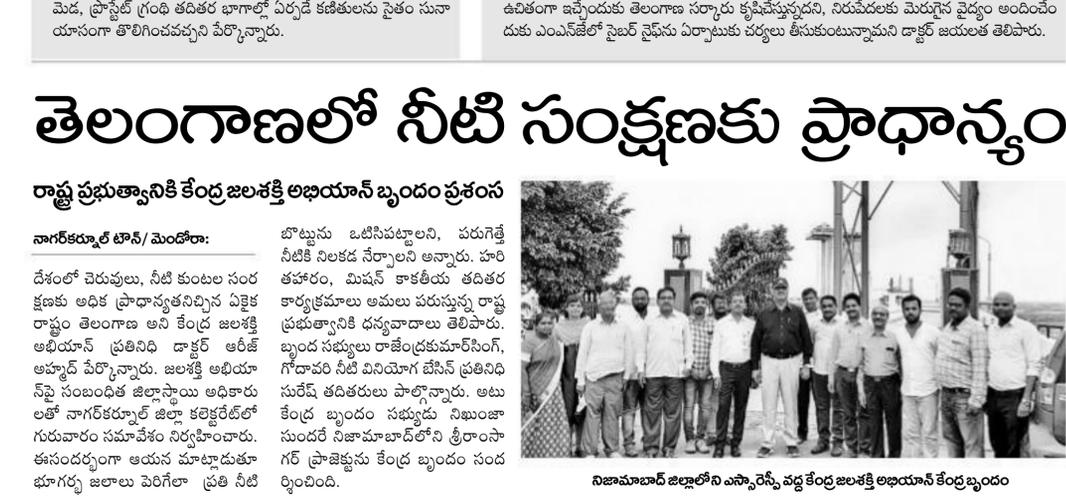 మెడ, ప్రోస్టేట్ గ్రంథి తదితర భాగాల్లో ఏర్పడే కణితులను సైతం సునా
యాసంగా తొలిగించవచ్చని పేర్కొన్నారు.
ఉచితంగా ఇచ్చేందుకు తెలంగాణ సర్కారు కృషిచేస్తున్నదని, నిరుపేదలకు మెరుగైన వైద్యం అందించేం
దుకు ఎంఎన్‌జేలో సైబర్ నైఫ్‌ను ఏర్పాటుకు చర్యలు తీసుకుంటున్నామని డాక్టర్ జయలత తెలిపారు.
తెలంగాణలో నీటి సంక్షణకు ప్రాధాన్యం
రాష్ట్ర ప్రభుత్వానికి కేంద్ర జలశక్తి అభియాన్ బృందం ప్రశంస
నాగర్‌కర్నూల్ టౌన్/ మెండోరా:
దేశంలో చెరువులు, నీటి కుంటల సంర
క్షణకు అధిక ప్రాధాన్యతనిచ్చిన ఏకైక
రాష్ట్రం తెలంగాణ అని కేంద్ర జలశక్తి
అభియాన్ ప్రతినిధి డాక్టర్ ఆరీజ్
అహ్మద్ పేర్కొన్నారు. జలశక్తి అభియా
న్‌పై సంబంధిత జిల్లాస్థాయి అధికారు
లతో నాగర్‌కర్నూల్ జిల్లా కలెక్టరేట్‌లో
గురువారం సమావేశం నిర్వహించారు.
ఈసందర్భంగా ఆయన మాట్లాడుతూ
భూగర్భ జలాలు పెరిగేలా ప్రతి నీటి
బొట్టును ఒటిసిపట్టాలని, పరుగెత్తే
నీటికి నిలకడ నేర్పాలని అన్నారు. హరి
తహారం, మిషన్ కాకతీయ తదితర
కార్యక్రమాలు అమలు పరుస్తున్న రాష్ట్ర
ప్రభుత్వానికి ధన్యవాదాలు తెలిపారు.
బృంద సభ్యులు రాజేంద్రకుమార్‌సింగ్,
గోదావరి నీటి వినియోగ బేసిన్ ప్రతినిధి
సురేష్ తదితరులు పాల్గొన్నారు. అటు
కేంద్ర బృందం సభ్యుడు నిఖుంజా
సుందరే నిజామాబాద్‌లోని శ్రీరాంసా
గర్ ప్రాజెక్టును కేంద్ర బృందం సంద
ర్శించింది.
నిజామాబాద్ జిల్లాలోని ఎస్సారెస్పీ వద్ద కేంద్ర జలశక్తి అభియాన్ కేంద్ర బృందం